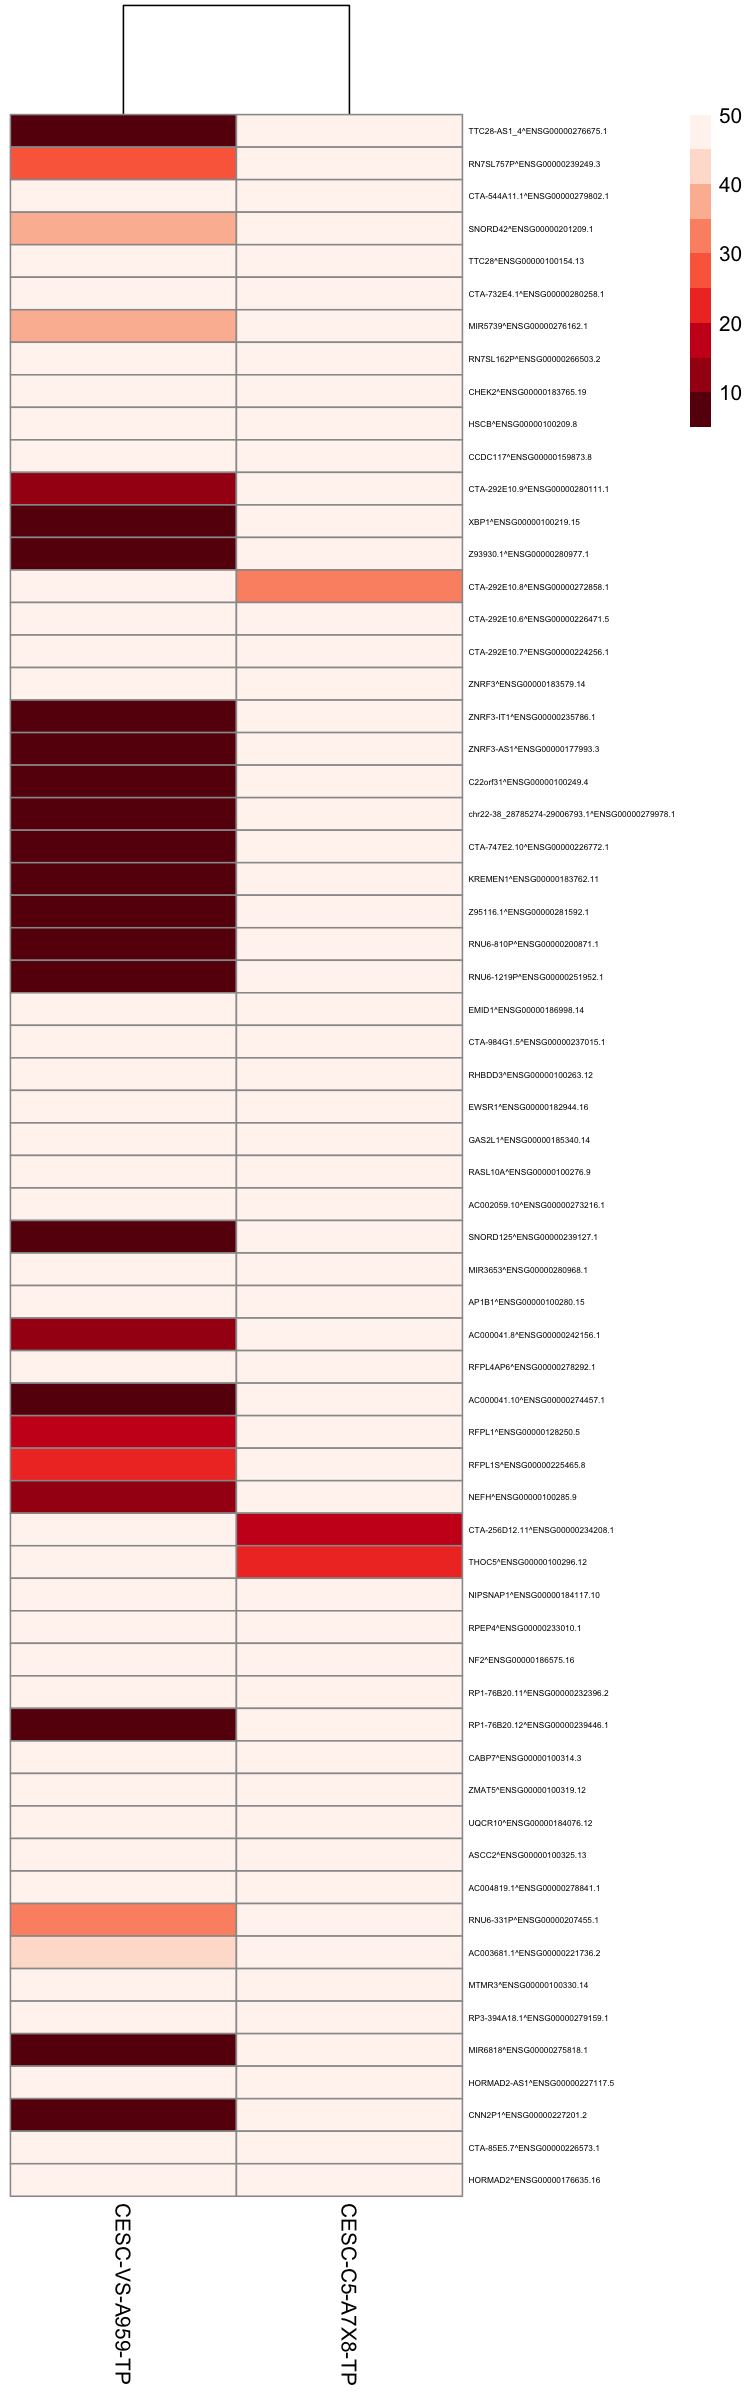 TTC28-AS1_4^ENSG00000276675.1
RN7SL757P^ENSG00000239249.3
CTA-544A11.1^ENSG00000279802.1
SNORD42^ENSG00000201209.1
TTC28^ENSG00000100154.13
CTA-732E4.1^ENSG00000280258.1
MIR5739^ENSG00000276162.1
RN7SL162P^ENSG00000266503.2
CHEK2^ENSG00000183765.19
HSCB^ENSG00000100209.8
CCDC117^ENSG00000159873.8
CTA-292E10.9^ENSG00000280111.1
XBP1^ENSG00000100219.15
Z93930.1^ENSG00000280977.1
CTA-292E10.8^ENSG00000272858.1
CTA-292E10.6^ENSG00000226471.5
CTA-292E10.7^ENSG00000224256.1
ZNRF3^ENSG00000183579.14
ZNRF3-IT1^ENSG00000235786.1
ZNRF3-AS1^ENSG00000177993.3
C22orf31^ENSG00000100249.4
chr22-38_28785274-29006793.1^ENSG00000279978.1
CTA-747E2.10^ENSG00000226772.1
KREMEN1^ENSG00000183762.11
Z95116.1^ENSG00000281592.1
RNU6-810P^ENSG00000200871.1
RNU6-1219P^ENSG00000251952.1
EMID1^ENSG00000186998.14
CTA-984G1.5^ENSG00000237015.1
RHBDD3^ENSG00000100263.12
EWSR1^ENSG00000182944.16
GAS2L1^ENSG00000185340.14
RASL10A^ENSG00000100276.9
AC002059.10^ENSG00000273216.1
SNORD125^ENSG00000239127.1
MIR3653^ENSG00000280968.1
AP1B1^ENSG00000100280.15
AC000041.8^ENSG00000242156.1
RFPL4AP6^ENSG00000278292.1
AC000041.10^ENSG00000274457.1
RFPL1^ENSG00000128250.5
RFPL1S^ENSG00000225465.8
NEFH^ENSG00000100285.9
CTA-256D12.11^ENSG00000234208.1
THOC5^ENSG00000100296.12
NIPSNAP1^ENSG00000184117.10
RPEP4^ENSG00000233010.1
NF2^ENSG00000186575.16
RP1-76B20.11^ENSG00000232396.2
RP1-76B20.12^ENSG00000239446.1
CABP7^ENSG00000100314.3
ZMAT5^ENSG00000100319.12
UQCR10^ENSG00000184076.12
ASCC2^ENSG00000100325.13
AC004819.1^ENSG00000278841.1
RNU6-331P^ENSG00000207455.1
AC003681.1^ENSG00000221736.2
MTMR3^ENSG00000100330.14
RP3-394A18.1^ENSG00000279159.1
MIR6818^ENSG00000275818.1
HORMAD2-AS1^ENSG00000227117.5
CNN2P1^ENSG00000227201.2
CTA-85E5.7^ENSG00000226573.1
HORMAD2^ENSG00000176635.16
50
40
30
20
10
CESC-VS-A959-TP
CESC-C5-A7X8-TP